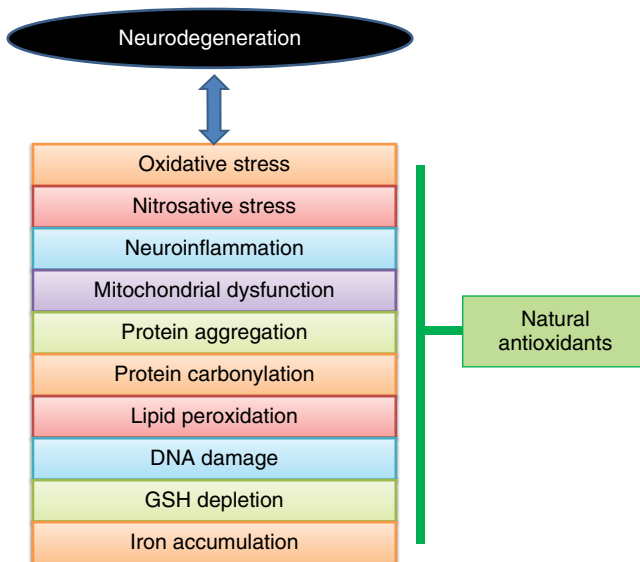 Neurodegeneration
Oxidative stress
Nitrosative stress
Neuroinflammation
Mitochondrial dysfunction
Protein aggregation
Protein carbonylation
Lipid peroxidation
DNA damage
GSH depletion
Iron accumulation
Natural
antioxidants